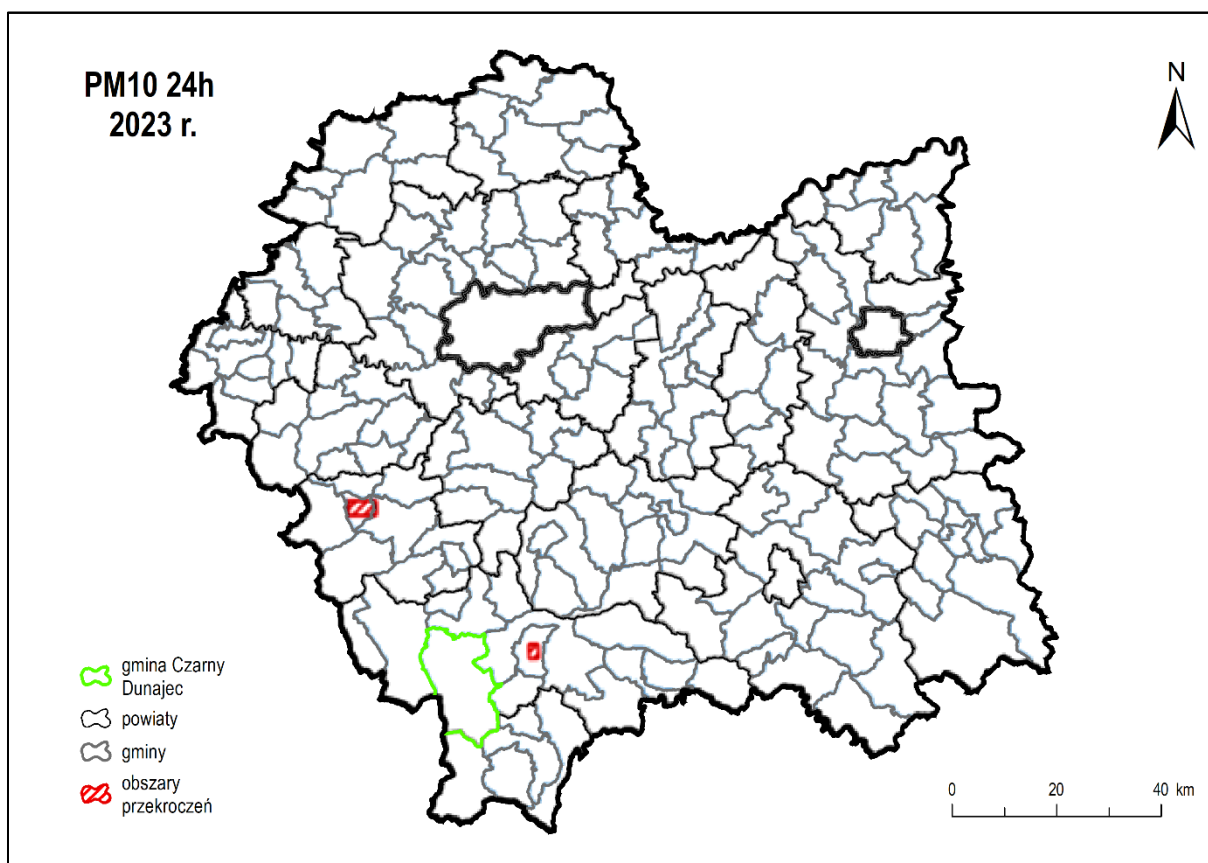 PM10 24h
2023 r.
N
gmina Czarny
Dunajec
powiaty
gminy
obszary
przekroczeń
0 20 40 km